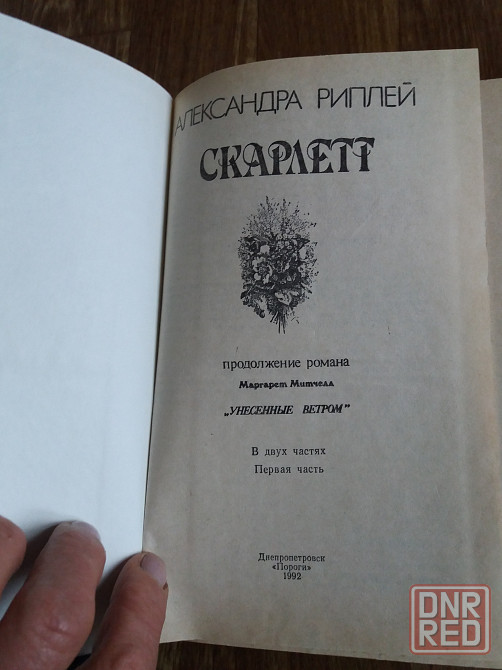 АЛЕКСАНДРА РИПЛЕЙ
СКАРЛЕТТ
продолжение романа
Маргарет Митчелл
„УНЕСЕННЫЕ ВЕТРОМ"
В двух частях
Первая часть
Днепропетровск
«Пороги»
1992
DNR
RED